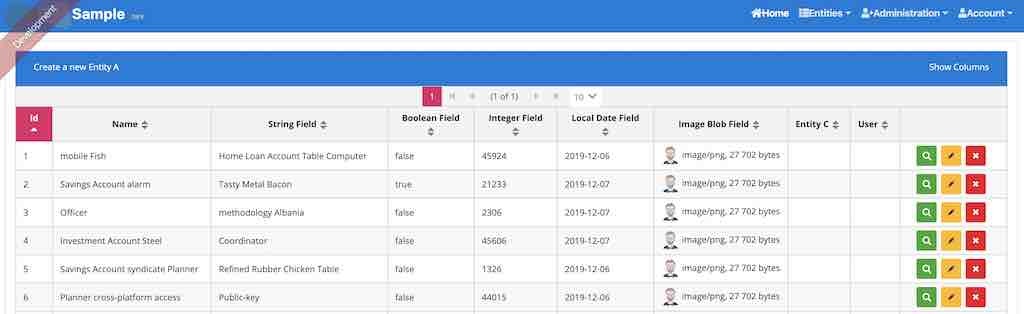 Development
Sample
Home Entities Administration Account
Create a new Entity A Show Columns
1 (1 of 1) 10
Id Name String Field Boolean Field Integer Field Local Date Field Image Blob Field Entity C User
1 mobile Fish Home Loan Account Table Computer false 45924 2019-12-06 image/png, 27 702 bytes
2 Savings Account alarm Tasty Metal Bacon true 21233 2019-12-07 image/png, 27 702 bytes
3 Officer methodology Albania false 2306 2019-12-07 image/png, 27 702 bytes
4 Investment Account Steel Coordinator false 45606 2019-12-07 image/png, 27 702 bytes
5 Savings Account syndicate Planner Refined Rubber Chicken Table false 1326 2019-12-07 image/png, 27 702 bytes
6 Planner cross-platform access Public-key false 44015 2019-12-06 image/png, 27 702 bytes